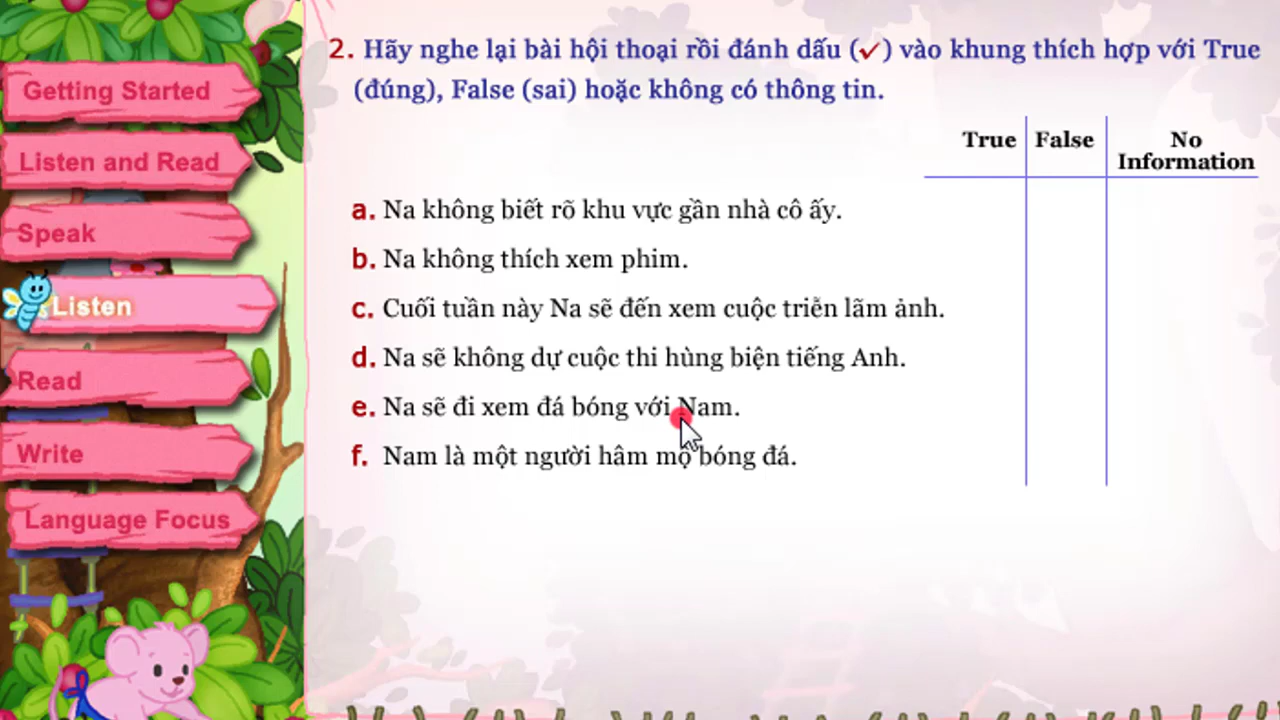 2. Hãy nghe lại bài hội thoại rồi đánh dấu (✓) vào khung thích hợp với True
(đúng), False (sai) hoặc không có thông tin.
True False No
Information
a. Na không biết rõ khu vực gần nhà cô ấy.
b. Na không thích xem phim.
c. Cuối tuần này Na sẽ đến xem cuộc triễn lãm ảnh.
d. Na sẽ không dự cuộc thi hùng biện tiếng Anh.
e. Na sẽ đi xem đá bóng với Nam.
f. Nam là một người hâm mộ bóng đá.
Getting Started
Listen and Read
Speak
Listen
Read
Write
Language Focus